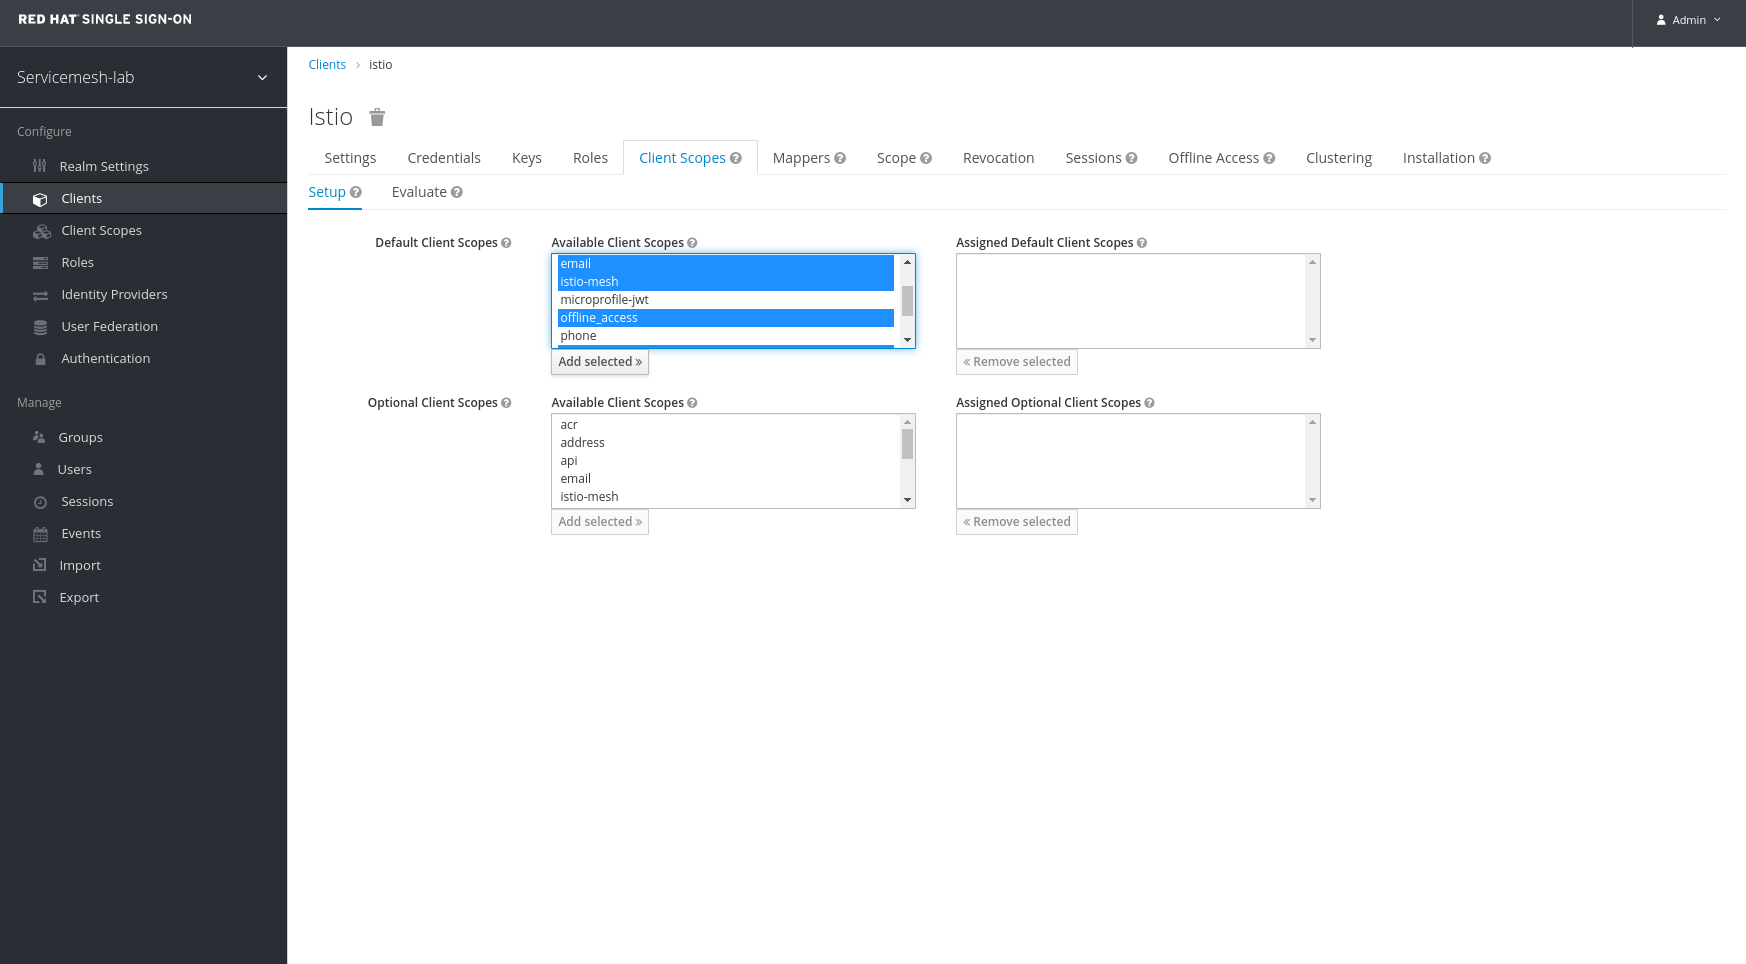 RED HAT SINGLE SIGN-ON
Admin
Servicemesh-lab
Configure
Realm Settings
Clients
Client Scopes
Roles
Identity Providers
User Federation
Authentication
Manage
Groups
Users
Sessions
Events
Import
Export
Clients › istio
Istio
Settings Credentials Keys Roles Client Scopes Mappers Scope Revocation Sessions Offline Access Clustering Installation
Setup Evaluate
Default Client Scopes
Available Client Scopes
email
istio-mesh
microprofile-jwt
offline_access
phone
Add selected »
Assigned Default Client Scopes
« Remove selected
Optional Client Scopes
Available Client Scopes
acr
address
api
email
istio-mesh
Add selected »
Assigned Optional Client Scopes
« Remove selected